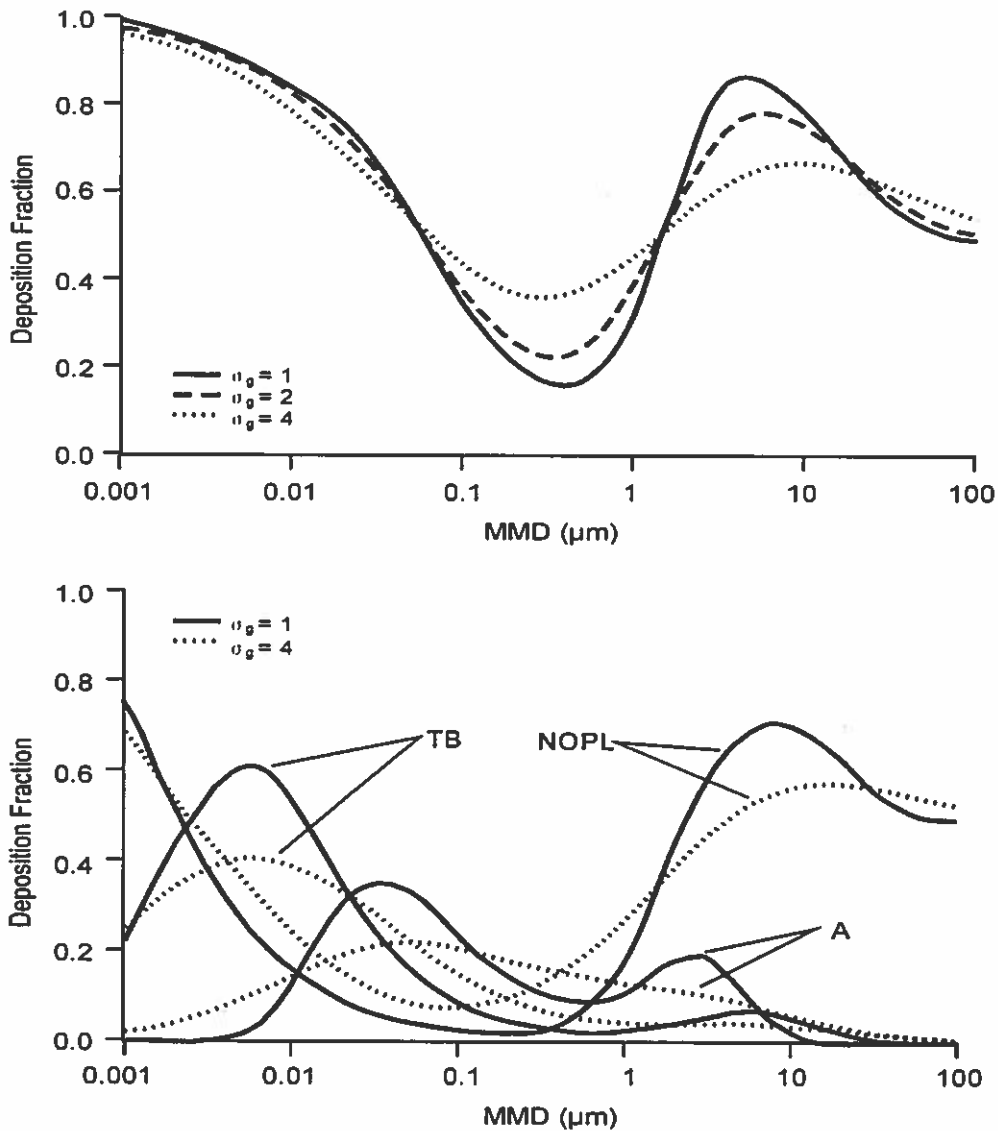 Deposition Fraction
1.0
0.8
0.6
0.4
0.2
0.0
σg = 1
σg = 2
σg = 4
0.001 0.01 0.1 1 10 100
MMD (µm)
Deposition Fraction
1.0
0.8
0.6
0.4
0.2
0.0
σg = 1
σg = 4
TB
NOPL
A
0.001 0.01 0.1 1 10 100
MMD (µm)